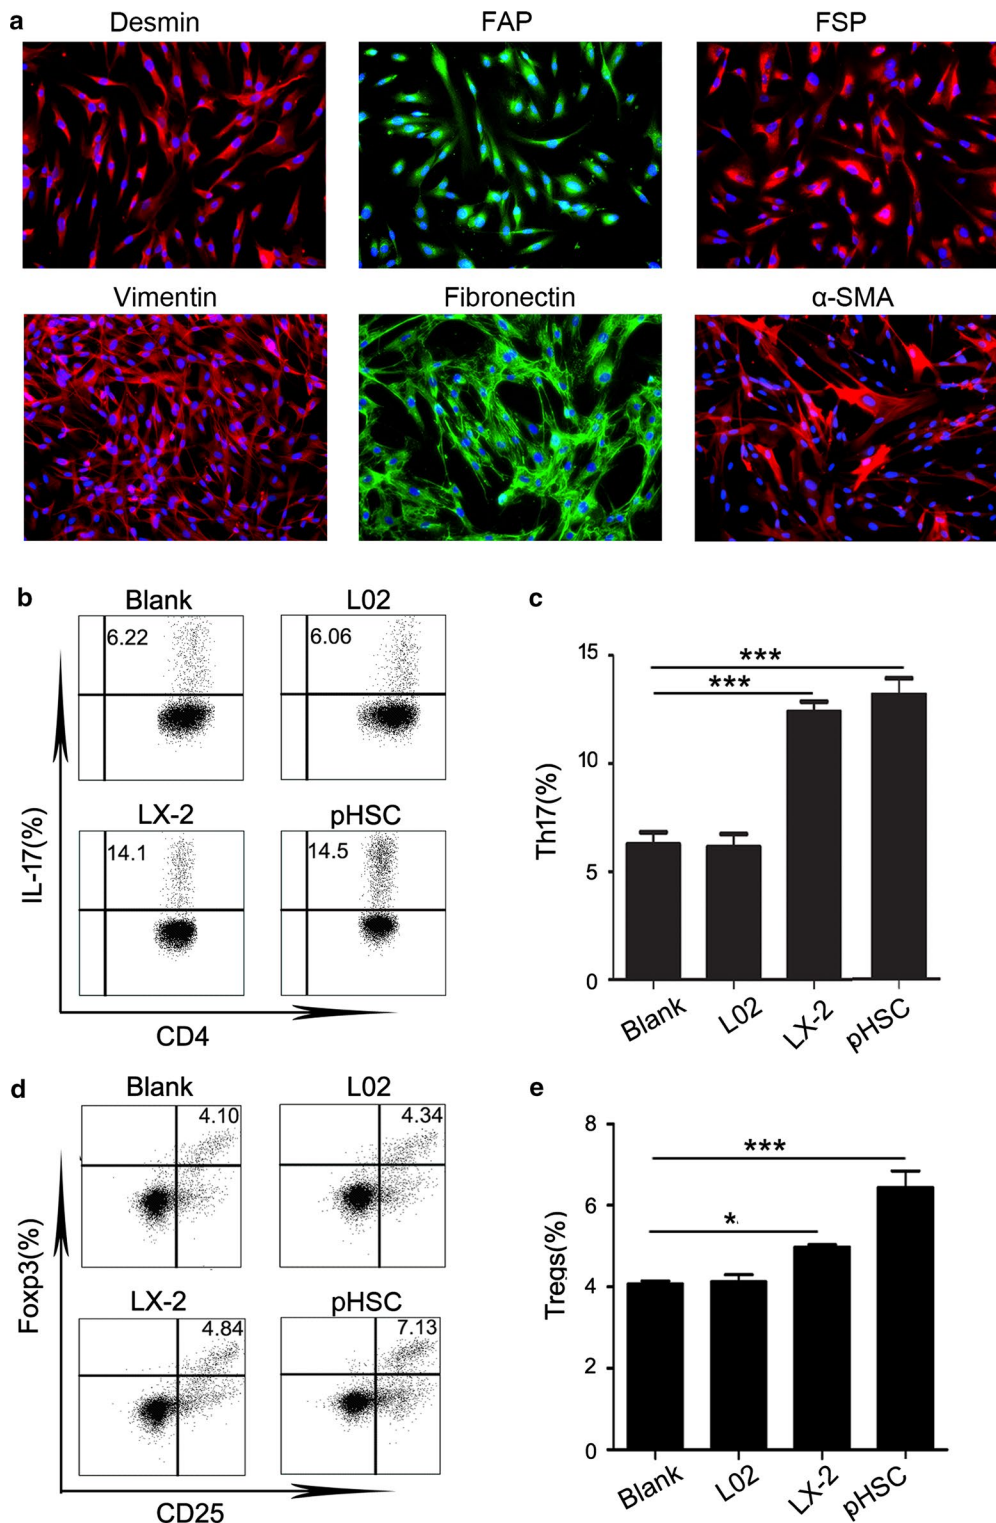 a
Desmin
FAP
FSP
Vimentin
Fibronectin
α-SMA
b
Blank
L02
6.22
6.06
LX-2
pHSC
14.1
14.5
IL-17(%)
CD4
c
15
10
5
0
Th17(%)
***
***
Blank
L02
LX-2
pHSC
d
Blank
L02
4.10
4.34
LX-2
pHSC
4.84
7.13
Foxp3(%)
CD25
e
8
6
4
2
0
Tregs(%)
***
*
Blank
L02
LX-2
pHSC